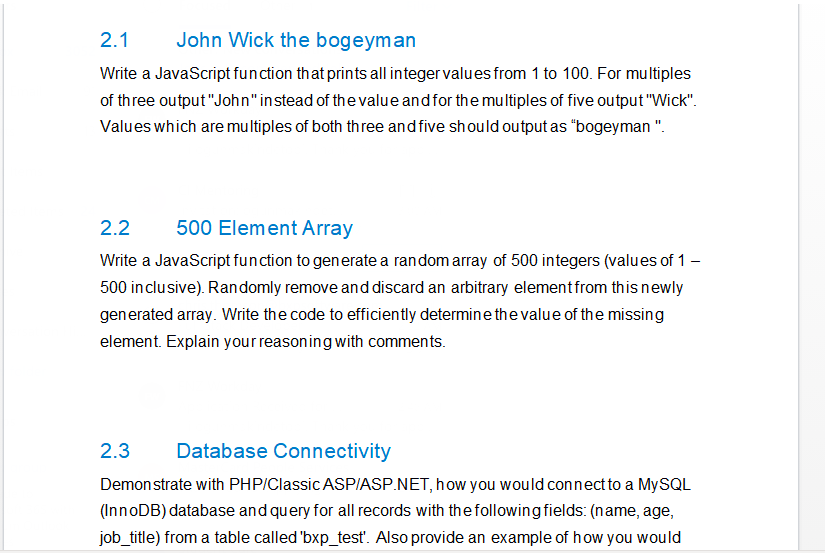 2.1 John Wick the bogeyman
Write a JavaScript function that prints all integer values from 1 to 100. For multiples
of three output "John" instead of the value and for the multiples of five output "Wick".
Values which are multiples of both three and five should output as “bogeyman ".
2.2 500 Element Array
Write a JavaScript function to generate a random array of 500 integers (values of 1 –
500 inclusive). Randomly remove and discard an arbitrary element from this newly
generated array. Write the code to efficiently determine the value of the missing
element. Explain your reasoning with comments.
2.3 Database Connectivity
Demonstrate with PHP/Classic ASP/ASP.NET, how you would connect to a MySQL
(InnoDB) database and query for all records with the following fields: (name, age,
job_title) from a table called 'bxp_test'. Also provide an example of how you would